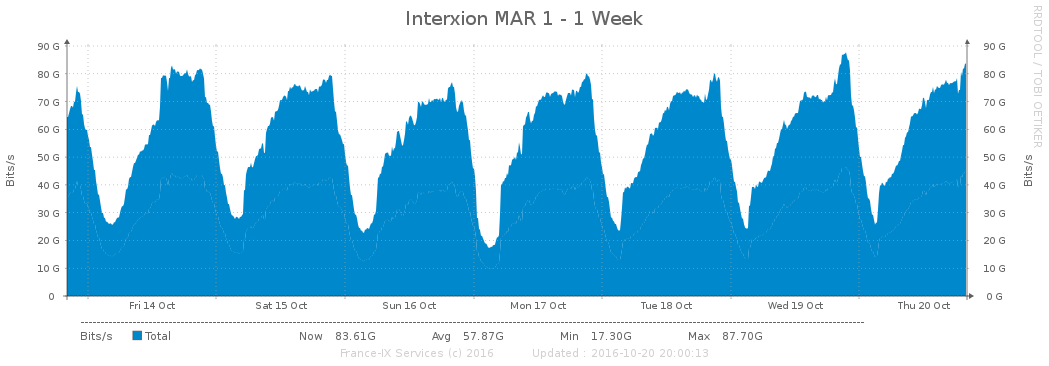 Interxion MAR 1 - 1 Week
RRDTOOL / TOBI OETIKER
Bits/s
90 G 90 G
80 G 80 G
70 G 70 G
60 G 60 G
50 G 50 G
40 G 40 G
30 G 30 G
20 G 20 G
10 G 10 G
0 0 G
Bits/s
Fri 14 Oct Sat 15 Oct Sun 16 Oct Mon 17 Oct Tue 18 Oct Wed 19 Oct Thu 20 Oct
Bits/s Total Now 83.61G Avg 57.87G Min 17.30G Max 87.70G
France-IX Services (c) 2016 Updated : 2016-10-20 20:00:13